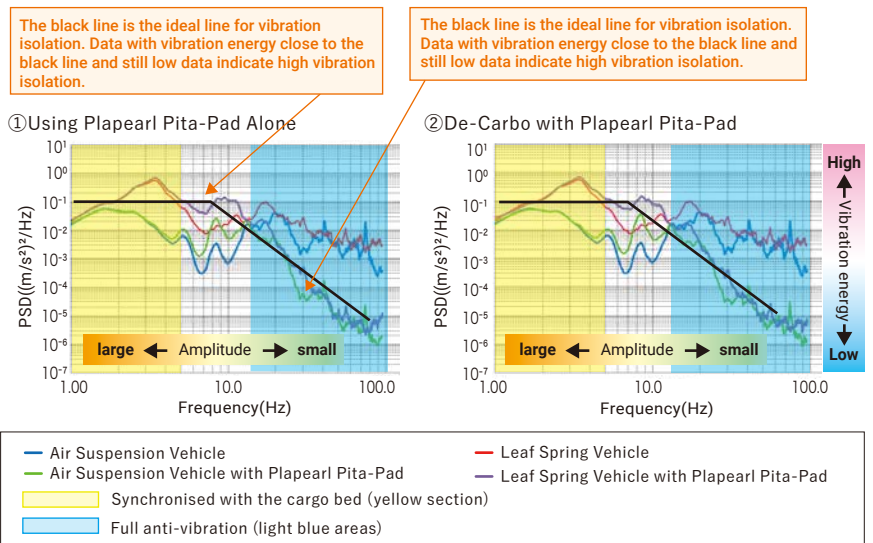 The black line is the ideal line for vibration
isolation. Data with vibration energy close to the
black line and still low data indicate high vibration
isolation.
The black line is the ideal line for vibration isolation.
Data with vibration energy close to the black line and
still low data indicate high vibration isolation.
①Using Plapearl Pita-Pad Alone
10¹
10⁰
10⁻¹
10⁻²
10⁻³
10⁻⁴
10⁻⁵
10⁻⁶
10⁻⁷
PSD((m/s²)²/Hz)
large ← Amplitude → small
1.00 10.0 100.0
Frequency(Hz)
②De-Carbo with Plapearl Pita-Pad
10¹
10⁰
10⁻¹
10⁻²
10⁻³
10⁻⁴
10⁻⁵
10⁻⁶
10⁻⁷
PSD((m/s²)²/Hz)
large ← Amplitude → small
1.00 10.0 100.0
Frequency(Hz)
High
Vibration energy
Low
Air Suspension Vehicle
Leaf Spring Vehicle
Air Suspension Vehicle with Plapearl Pita-Pad
Leaf Spring Vehicle with Plapearl Pita-Pad
Synchronised with the cargo bed (yellow section)
Full anti-vibration (light blue areas)